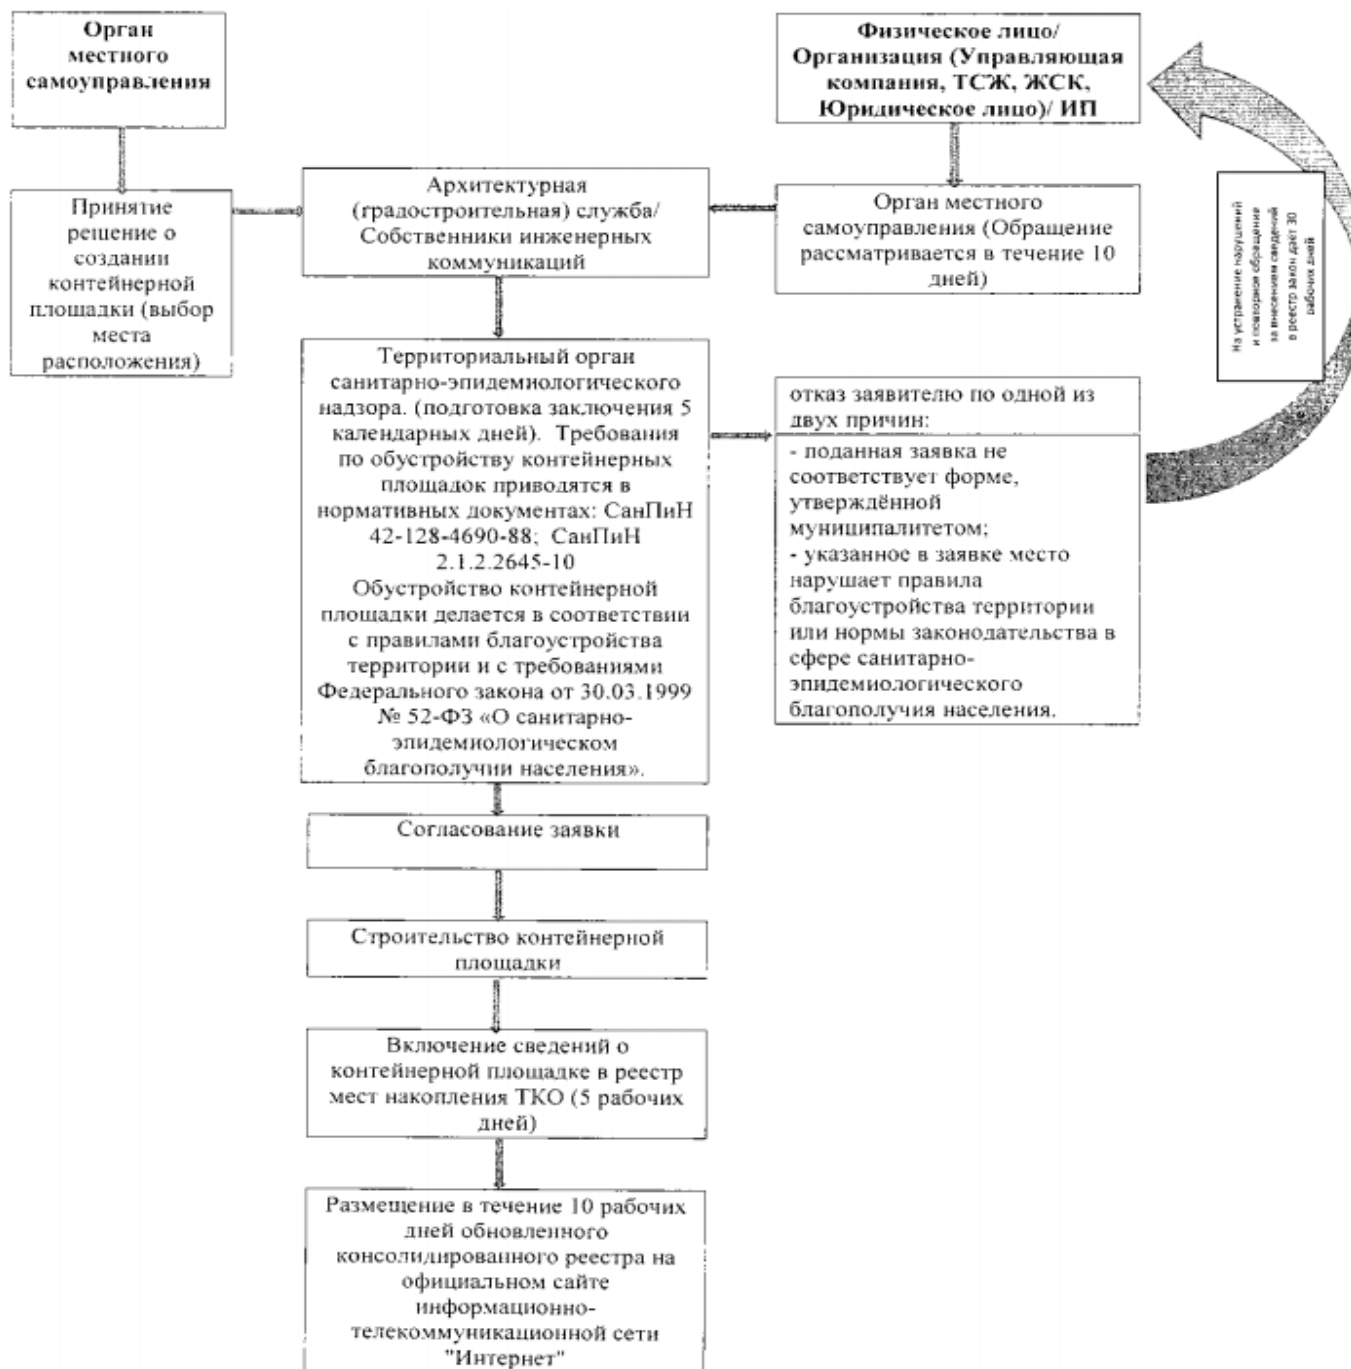 Орган
местного
самоуправления
Физическое лицо/
Организация (Управляющая
компания, ТСЖ, ЖСК,
Юридическое лицо)/ ИП
Принятие
решение о
создании
контейнерной
площадки (выбор
места
расположения)
Архитектурная
(градостроительная) служба/
Собственники инженерных
коммуникаций
Орган местного
самоуправления (Обращение
рассматривается в течение 10
дней)
На устранение нарушений
и повторное обращение
за внесением сведений
в реестр закон даёт 30
рабочих дней
Территориальный орган
санитарно-эпидемиологического
надзора. (подготовка заключения 5
календарных дней). Требования
по обустройству контейнерных
площадок приводятся в
нормативных документах: СанПиН
42-128-4690-88; СанПиН
2.1.2.2645-10
Обустройство контейнерной
площадки делается в соответствии
с правилами благоустройства
территории и с требованиями
Федерального закона от 30.03.1999
№ 52-ФЗ «О санитарно-
эпидемиологическом
благополучии населения».
отказ заявителю по одной из
двух причин:
- поданная заявка не
соответствует форме,
утверждённой
муниципалитетом;
- указанное в заявке место
нарушает правила
благоустройства территории
или нормы законодательства в
сфере санитарно-
эпидемиологического
благополучия населения.
Согласование заявки
Строительство контейнерной
площадки
Включение сведений о
контейнерной площадке в реестр
мест накопления ТКО (5 рабочих
дней)
Размещение в течение 10 рабочих
дней обновленного
консолидированного реестра на
официальном сайте
информационно-
телекоммуникационной сети
"Интернет"